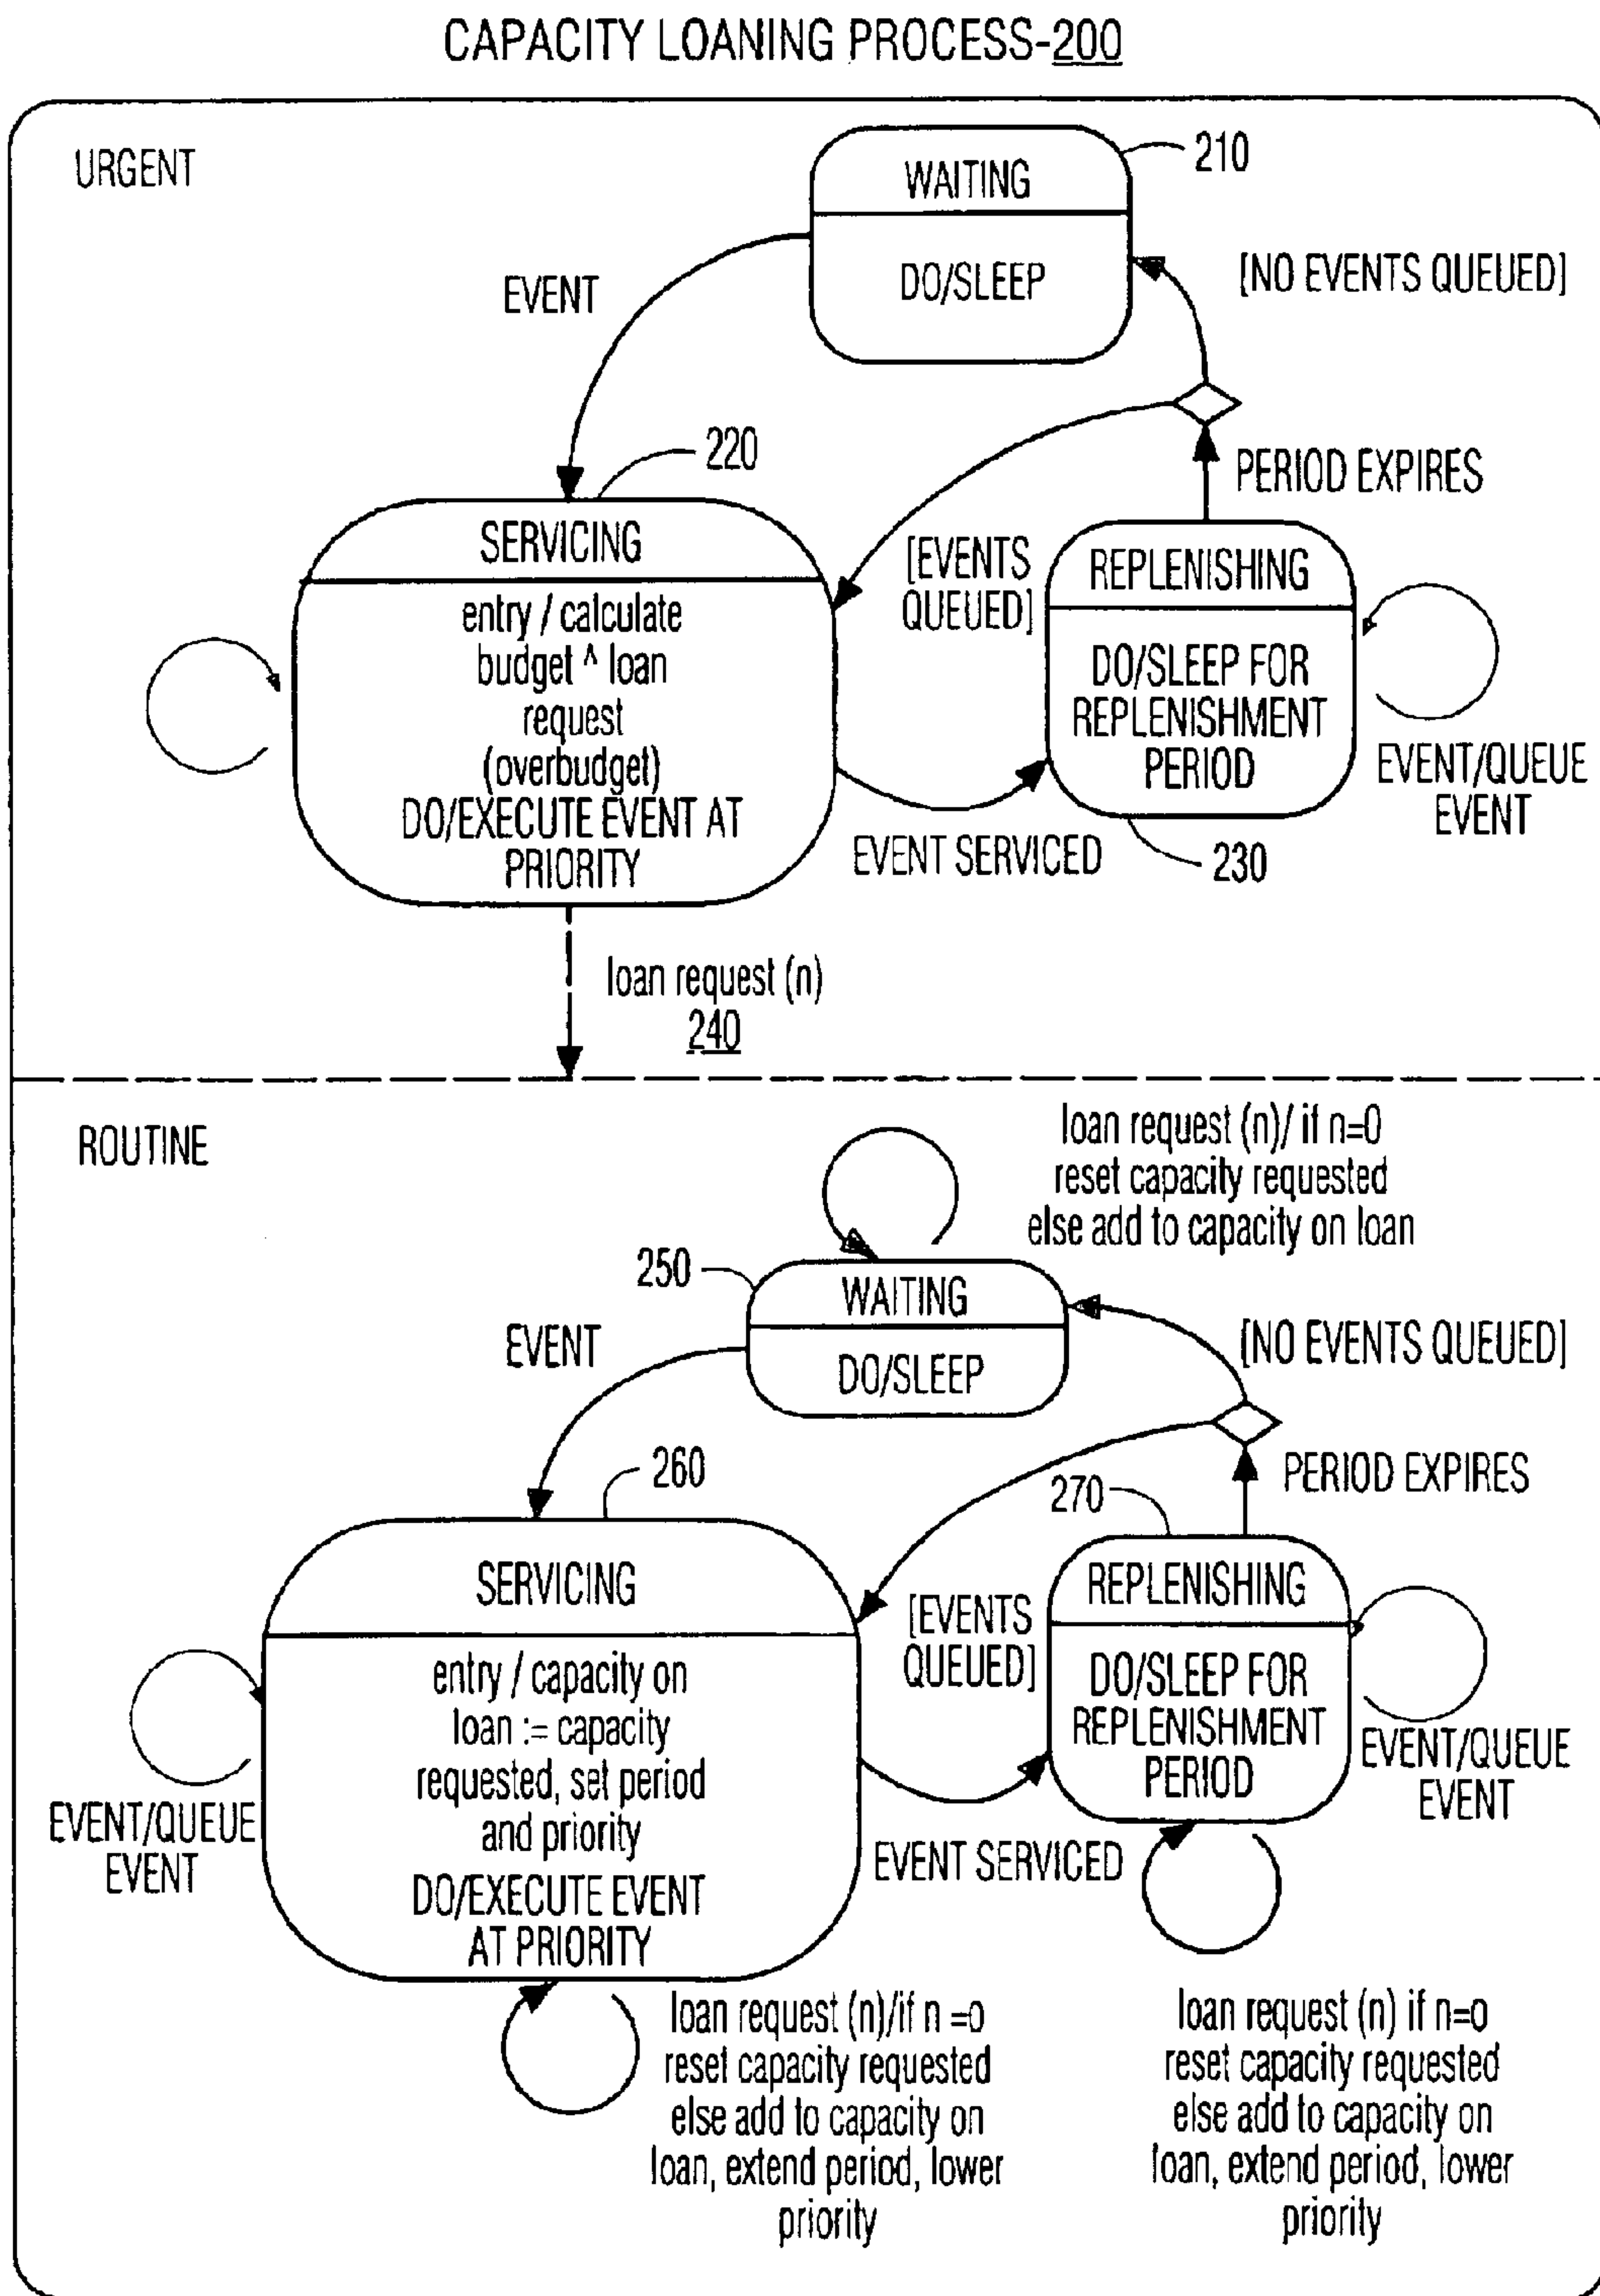 CAPACITY LOANING PROCESS-200
URGENT
WAITING
210
DO/SLEEP
[NO EVENTS QUEUED]
EVENT
220
PERIOD EXPIRES
SERVICING
entry / calculate
budget ^ loan
request
(overbudget)
DO/EXECUTE EVENT AT
PRIORITY
[EVENTS
QUEUED]
REPLENISHING
DO/SLEEP FOR
REPLENISHMENT
PERIOD
EVENT/QUEUE
EVENT
EVENT SERVICED
230
loan request (n)
240
ROUTINE
loan request (n)/ if n=0
reset capacity requested
else add to capacity on loan
250
WAITING
DO/SLEEP
[NO EVENTS QUEUED]
EVENT
260
PERIOD EXPIRES
270
SERVICING
entry / capacity on
loan := capacity
requested, set period
and priority
DO/EXECUTE EVENT
AT PRIORITY
[EVENTS
QUEUED]
REPLENISHING
DO/SLEEP FOR
REPLENISHMENT
PERIOD
EVENT/QUEUE
EVENT
EVENT/QUEUE
EVENT
EVENT SERVICED
loan request (n)/if n =o
reset capacity requested
else add to capacity on
loan, extend period, lower
priority
loan request (n) if n=o
reset capacity requested
else add to capacity on
loan, extend period, lower
priority